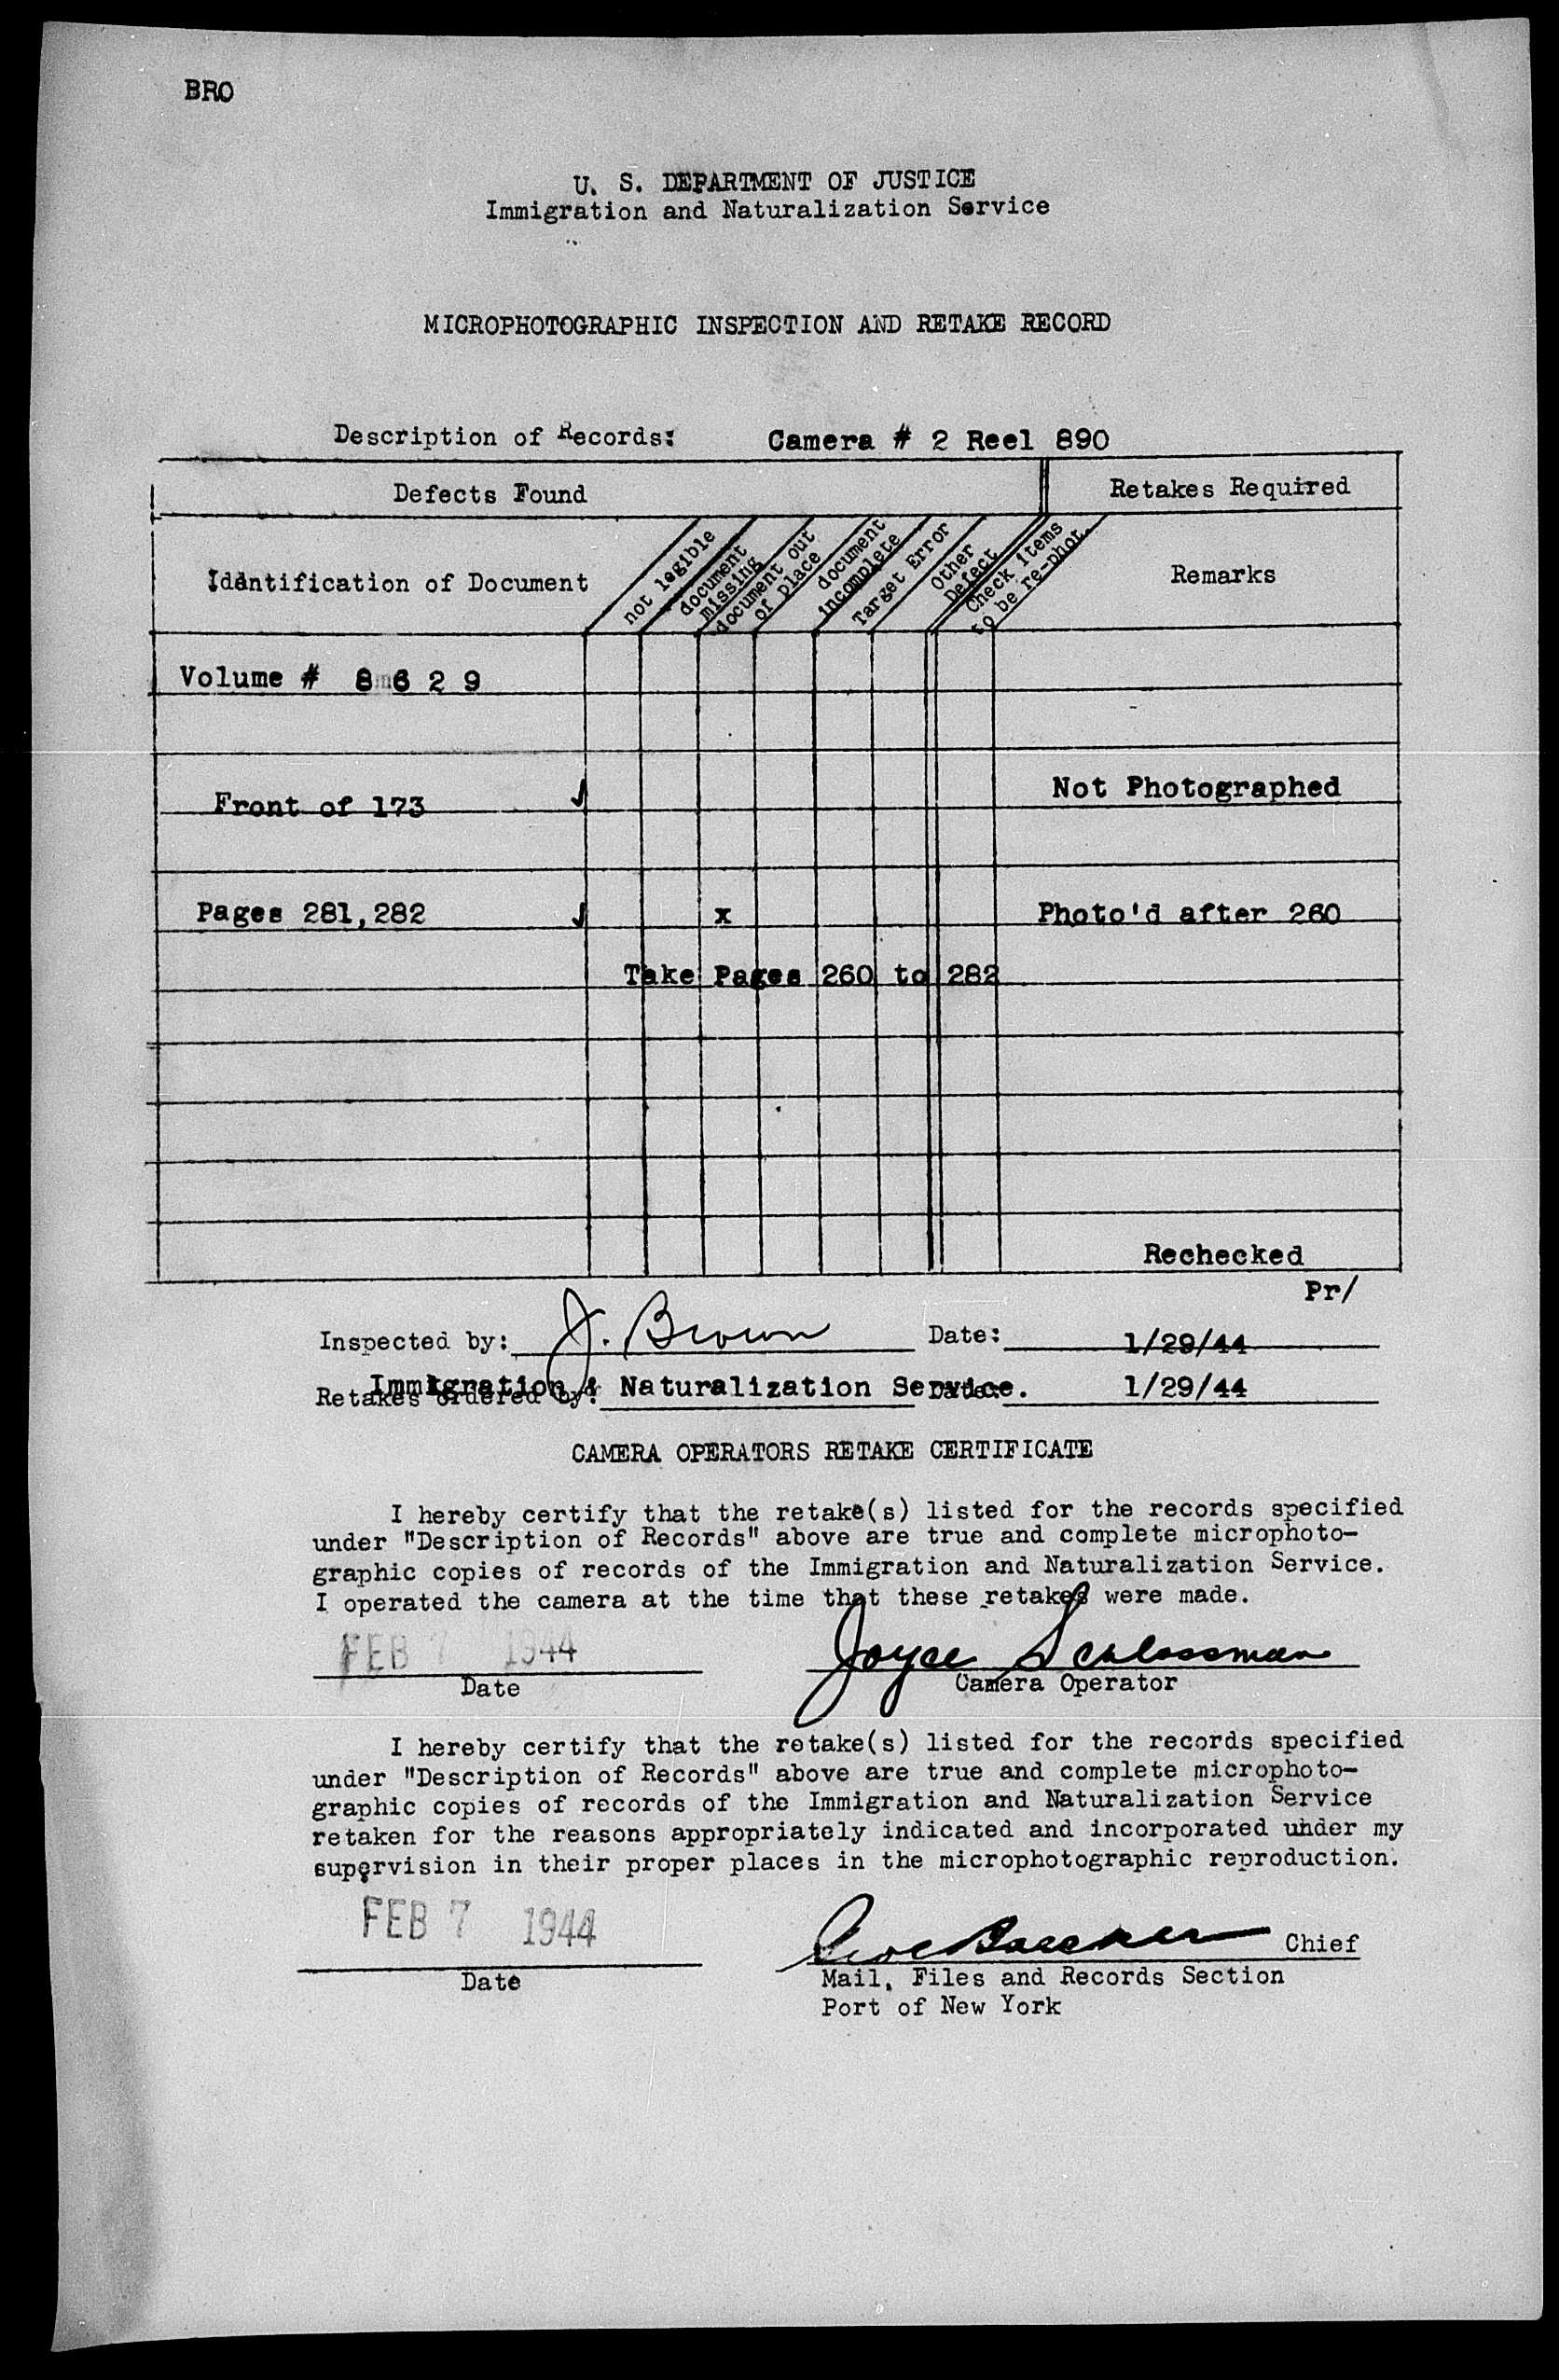 BRO
U. S. DEPARTMENT OF JUSTICE
Immigration and Naturalization Service
MICROPHOTOGRAPHIC INSPECTION AND RETAKE RECORD
Description of Records: Camera # 2 Reel 890
Defects Found Retakes Required
Identification of Document not legible document missing document out of place document incomplete Target Error Other Defect Check items to be re-phot. Remarks
Volume # 8 6 2 9
Front of 173 ✓ Not Photographed
Pages 281,282 ✓ x Photo'd after 260
Take Pages 260 to 282
Rechecked
Pr/
Inspected by: J. Brown Date: 1/29/44
Retakes ordered by: Immigration & Naturalization Service. Date: 1/29/44
CAMERA OPERATORS RETAKE CERTIFICATE
I hereby certify that the retake(s) listed for the records specified
under "Description of Records" above are true and complete microphoto-
graphic copies of records of the Immigration and Naturalization Service.
I operated the camera at the time that these retakes were made.
FEB 7 1944 Joyce Schlossman
Date Camera Operator
I hereby certify that the retake(s) listed for the records specified
under "Description of Records" above are true and complete microphoto-
graphic copies of records of the Immigration and Naturalization Service
retaken for the reasons appropriately indicated and incorporated under my
supervision in their proper places in the microphotographic reproduction.
FEB 7 1944 Chief
Date Mail, Files and Records Section
Port of New York